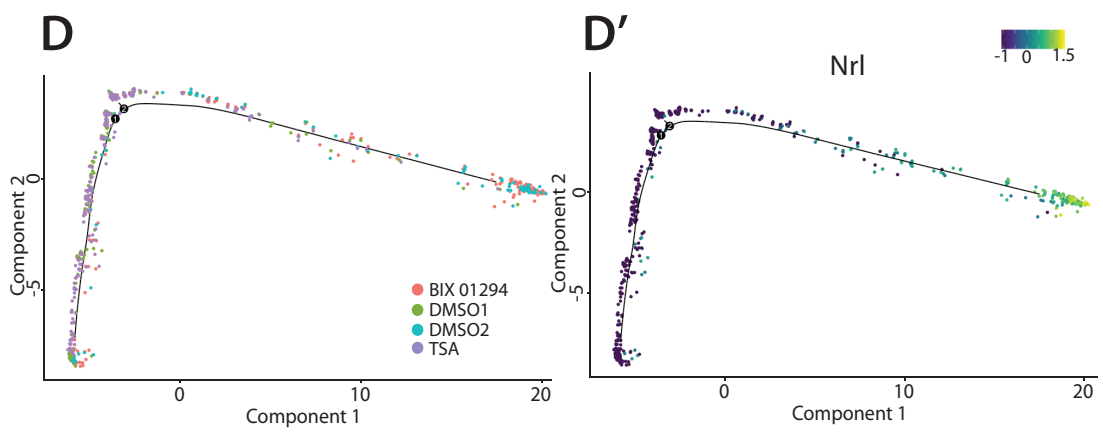 D
Component 2
0
-5
1
2
BIX 01294
DMSO1
DMSO2
TSA
0
10
20
Component 1
D′
Nrl
-1 0 1.5
Component 2
0
-5
1
2
0
10
20
Component 1